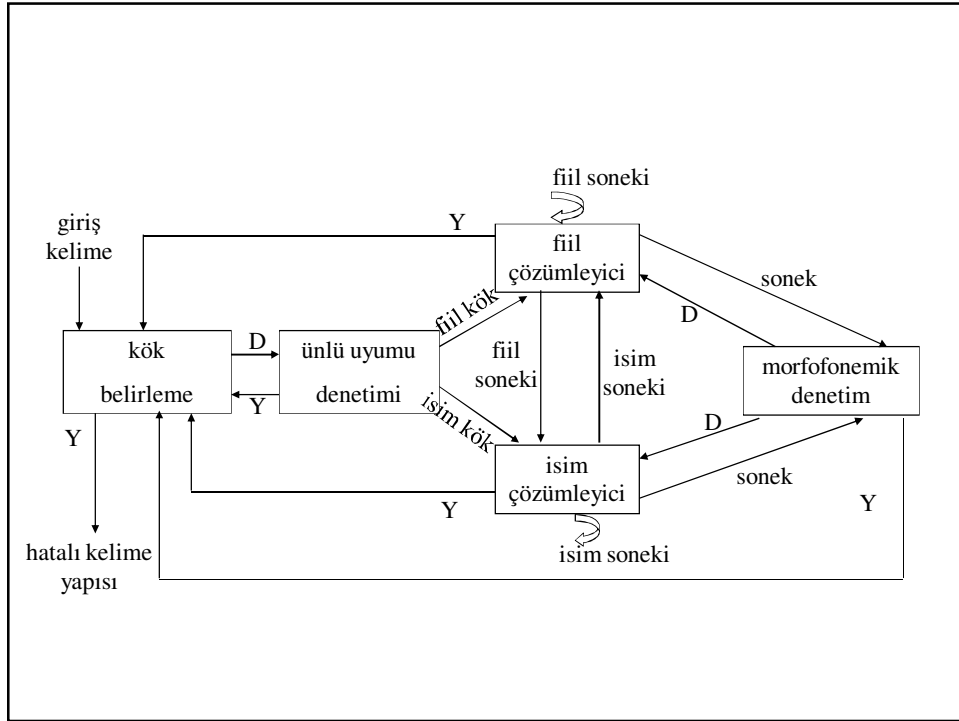 fiil soneki
giriş
kelime
Y
fiil
çözümleyici
sonek
fiil kök
D
kök
belirleme
D
Y
ünlü uyumu
denetimi
fiil
soneki
isim
soneki
morfofonemik
denetim
isim kök
Y
D
isim
çözümleyici
sonek
Y
Y
hatalı kelime
yapısı
isim soneki